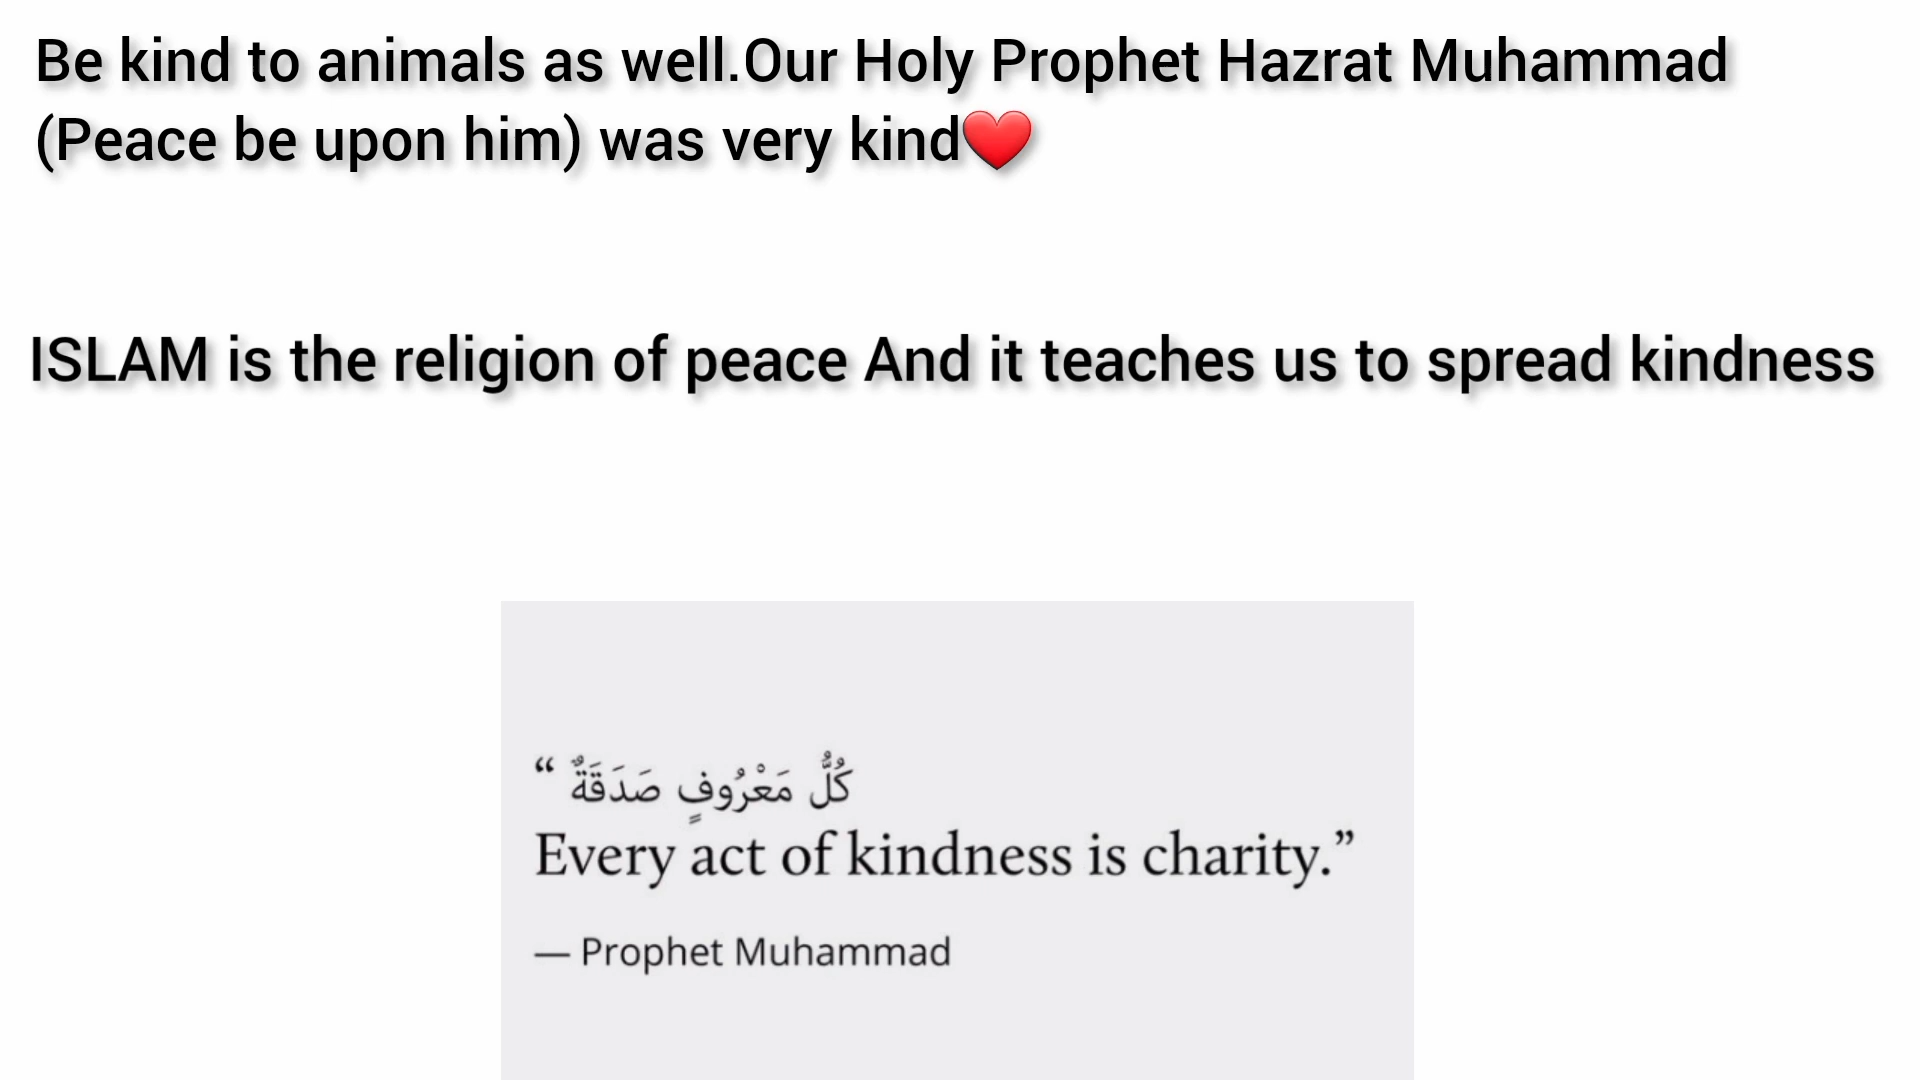 Be kind to animals as well.Our Holy Prophet Hazrat Muhammad
(Peace be upon him) was very kind❤️
ISLAM is the religion of peace And it teaches us to spread kindness
“ كُلُّ مَعْرُوفٍ صَدَقَةٌ
Every act of kindness is charity.”
— Prophet Muhammad